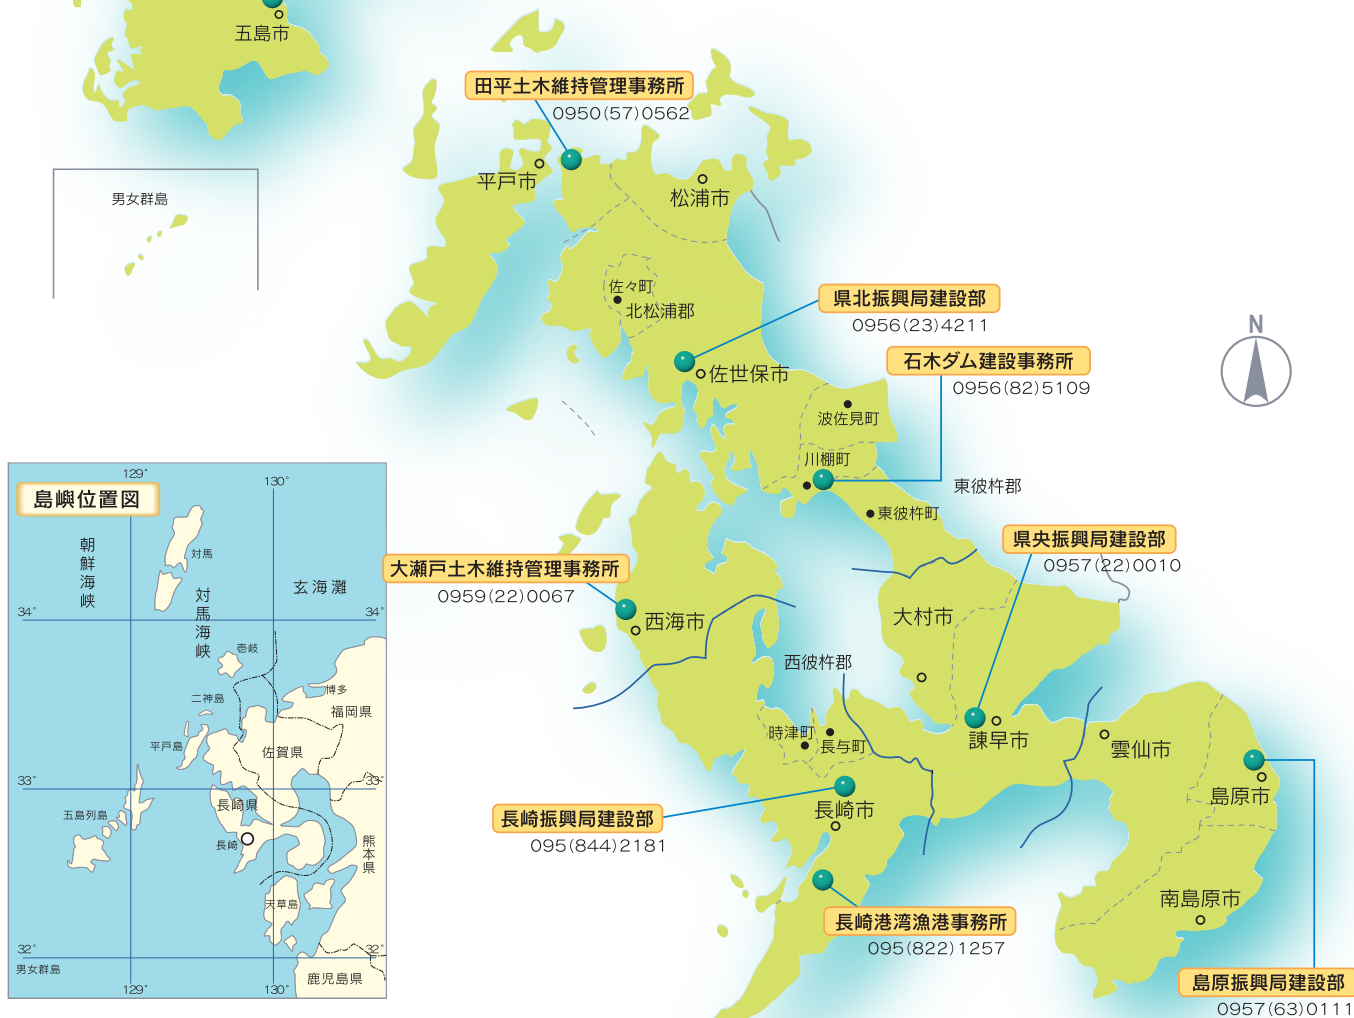 五島市
田平土木維持管理事務所
0950(57)0562
平戸市
松浦市
男女群島
佐々町
北松浦郡
県北振興局建設部
0956(23)4211
N
佐世保市
石木ダム建設事務所
0956(82)5109
波佐見町
川棚町
東彼杵郡
東彼杵町
県央振興局建設部
0957(22)0010
大瀬戸土木維持管理事務所
0959(22)0067
西海市
大村市
西彼杵郡
時津町
長与町
諫早市
雲仙市
島原市
長崎振興局建設部
095(844)2181
長崎市
長崎港湾漁港事務所
095(822)1257
南島原市
島原振興局建設部
0957(63)0111
129°
130°
島嶼位置図
朝鮮海峡
対馬
対馬海峡
玄海灘
34°
34°
壱岐
二神島
博多
福岡県
平戸島
佐賀県
33°
33°
五島列島
長崎県
長崎
熊本県
天草島
32°
32°
男女群島
鹿児島県
129°
130°